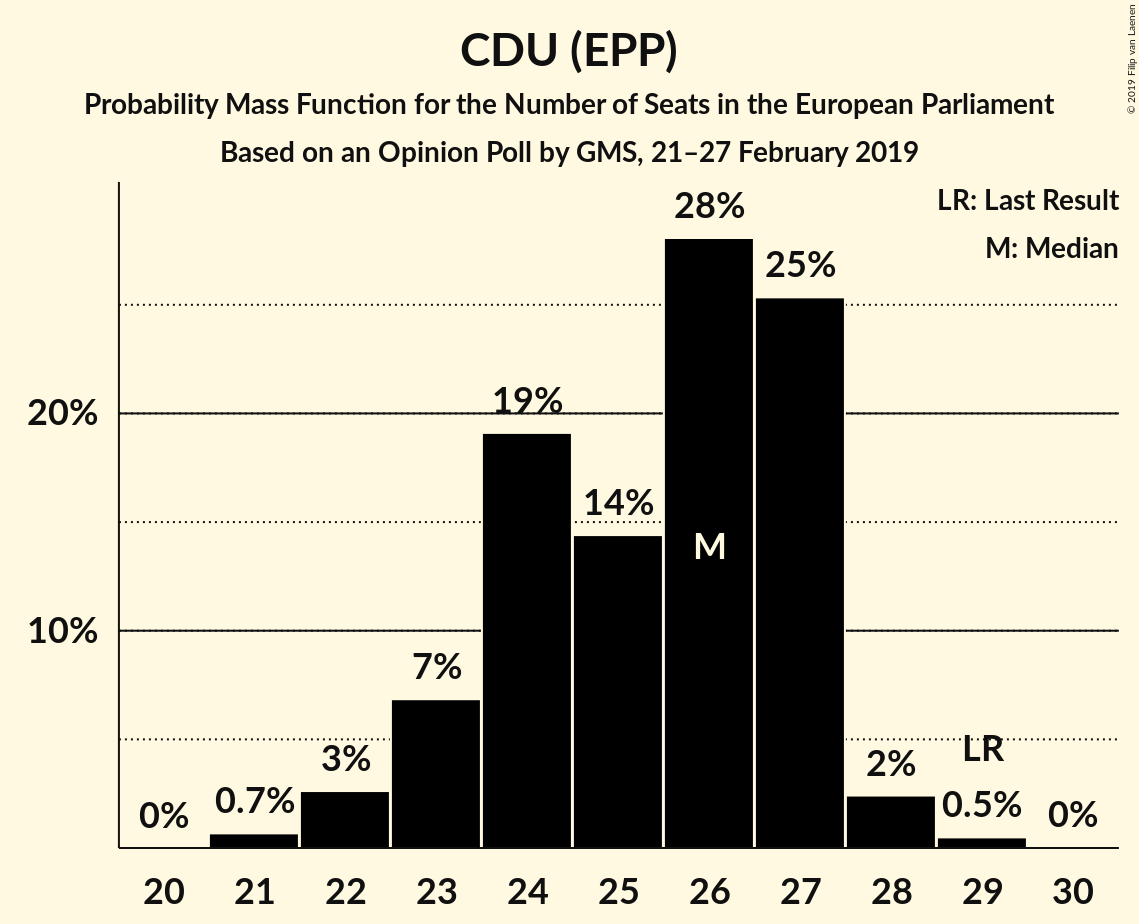 CDU (EPP)
Probability Mass Function for the Number of Seats in the European Parliament
Based on an Opinion Poll by GMS, 21–27 February 2019
© 2019 Filip van Laenen
LR: Last Result
M: Median
28%
25%
20%
19%
14%
M
10%
7%
3%
2%
LR
0.7%
0.5%
0%
0%
20 21 22 23 24 25 26 27 28 29 30